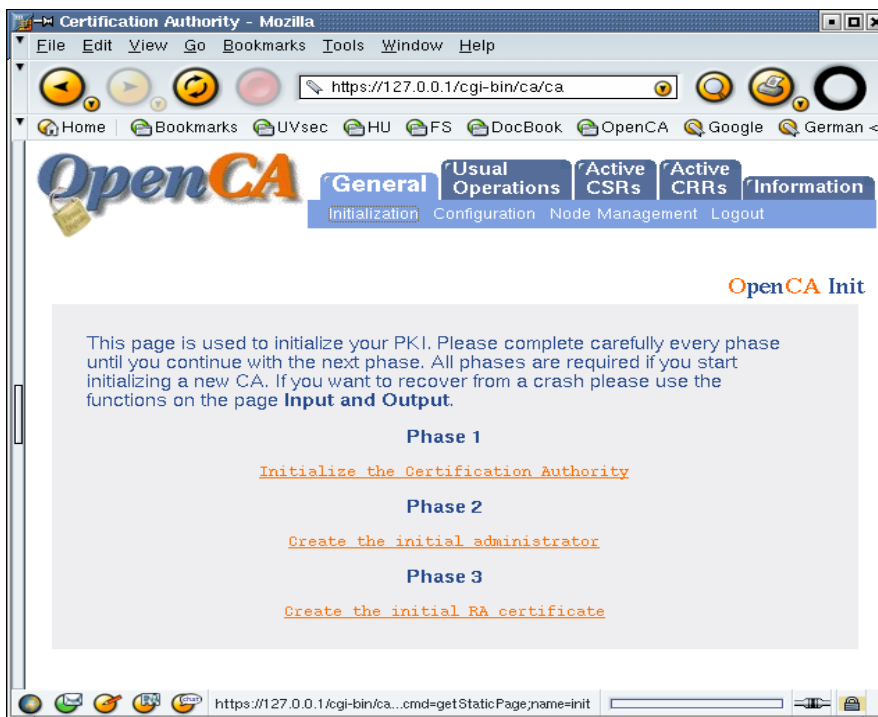 Certification Authority - Mozilla
File Edit View Go Bookmarks Tools Window Help
https://127.0.0.1/cgi-bin/ca/ca
Home Bookmarks UVsec HU FS DocBook OpenCA Google German
OpenCA
General Usual Operations Active CSRs Active CRRs Information
Initialization Configuration Node Management Logout
OpenCA Init
This page is used to initialize your PKI. Please complete carefully every phase
until you continue with the next phase. All phases are required if you start
initializing a new CA. If you want to recover from a crash please use the
functions on the page Input and Output.
Phase 1
Initialize the Certification Authority
Phase 2
Create the initial administrator
Phase 3
Create the initial RA certificate
https://127.0.0.1/cgi-bin/ca...cmd=getStaticPage;name=init